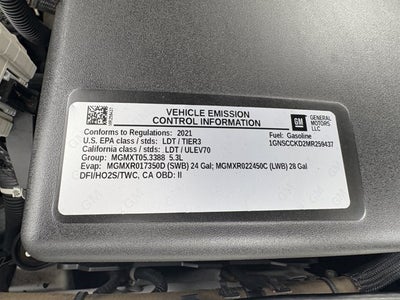 VEHICLE EMISSION
CONTROL INFORMATION
GM
GENERAL
MOTORS
LLC
Conforms to Regulations: 2021
Fuel: Gasoline
U.S. EPA class / stds: LDT / TIER3
1GNSCCKD2MR259437
California class / stds: LDT / ULEV70
Group: MGMXT05.3388 5.3L
Evap: MGMXR017350D (SWB) 24 Gal; MGMXR022450C (LWB) 28 Gal
DFI/HO2S/TWC, CA OBD: II